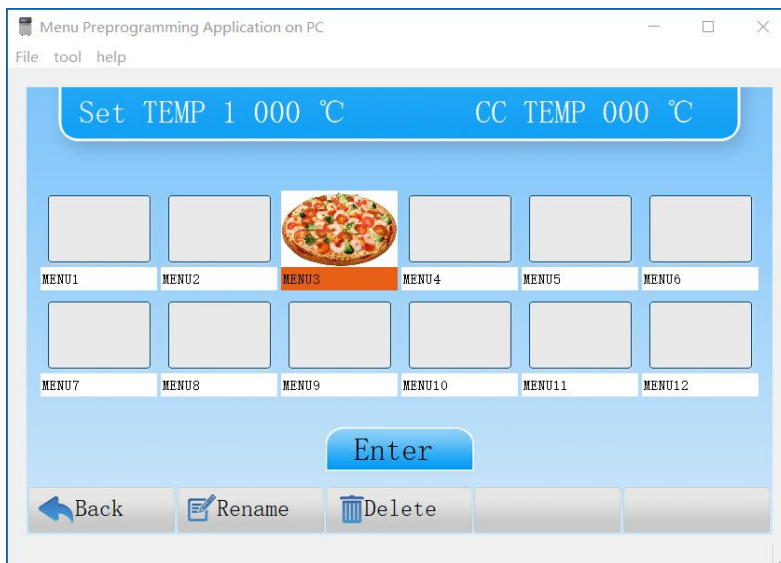 Menu Preprogramming Application on PC
File tool help
Set TEMP 1 000 ℃ CC TEMP 000 ℃
MENU1 MENU2 MENU3 MENU4 MENU5 MENU6
MENU7 MENU8 MENU9 MENU10 MENU11 MENU12
Enter
Back Rename Delete